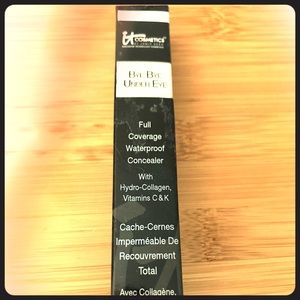 it
COSMETICS
BYE BYE
UNDER EYE
Full
Coverage
Waterproof
Concealer
With
Hydro-Collagen,
Vitamins C & K
Cache-Cernes
Imperméable De
Recouvrement
Total
Avec Collagène,